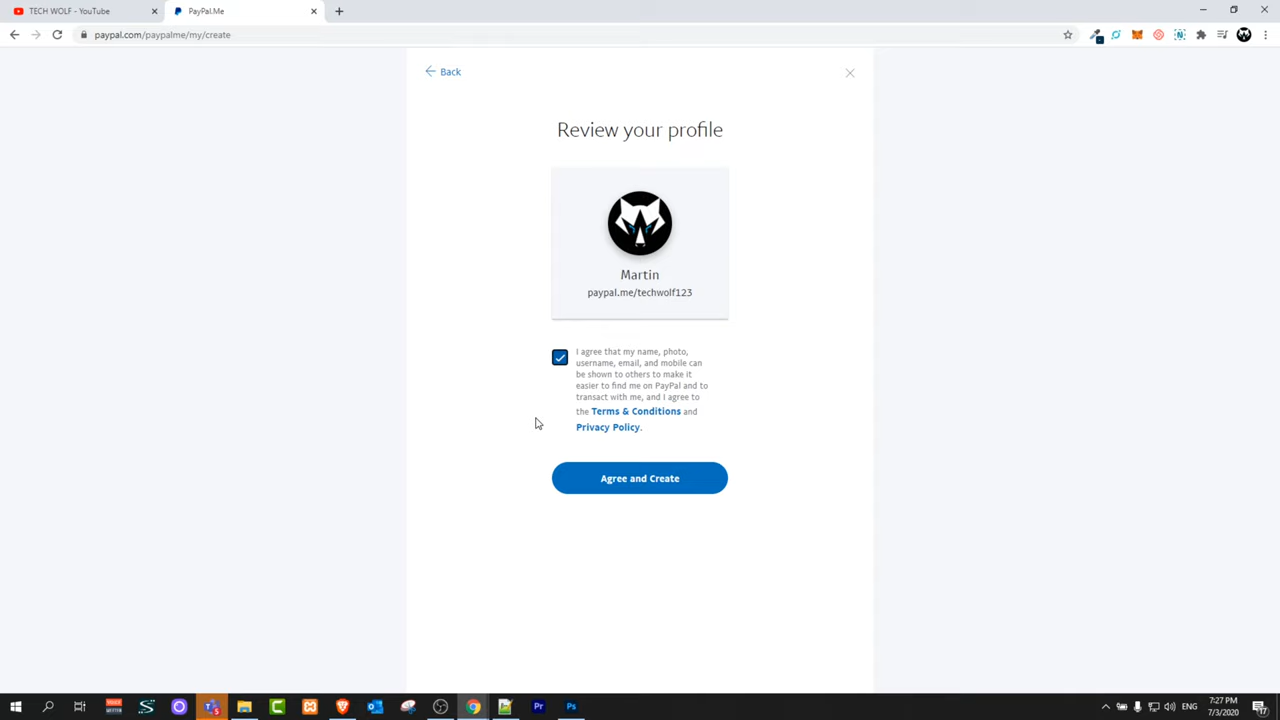 TECH WOLF - YouTube
PayPal.Me
paypal.com/paypalme/my/create
Back
Review your profile
Martin
paypal.me/techwolf123
I agree that my name, photo,
username, email, and mobile can
be shown to others to make it
easier to find me on PayPal and to
transact with me, and I agree to
the Terms & Conditions and
Privacy Policy.
Agree and Create
ENG
7:27 PM
7/3/2020